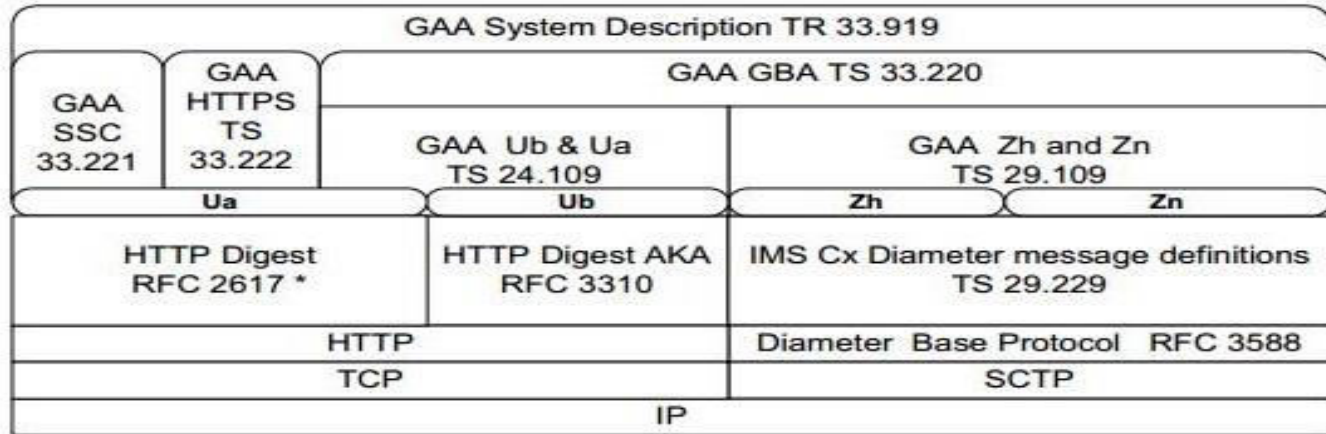 GAA System Description TR 33.919
GAA
SSC
33.221
GAA
HTTPS
TS
33.222
GAA GBA TS 33.220
GAA Ub & Ua
TS 24.109
GAA Zh and Zn
TS 29.109
Ua
Ub
Zh
Zn
HTTP Digest
RFC 2617 *
HTTP Digest AKA
RFC 3310
IMS Cx Diameter message definitions
TS 29.229
HTTP
Diameter Base Protocol RFC 3588
TCP
SCTP
IP